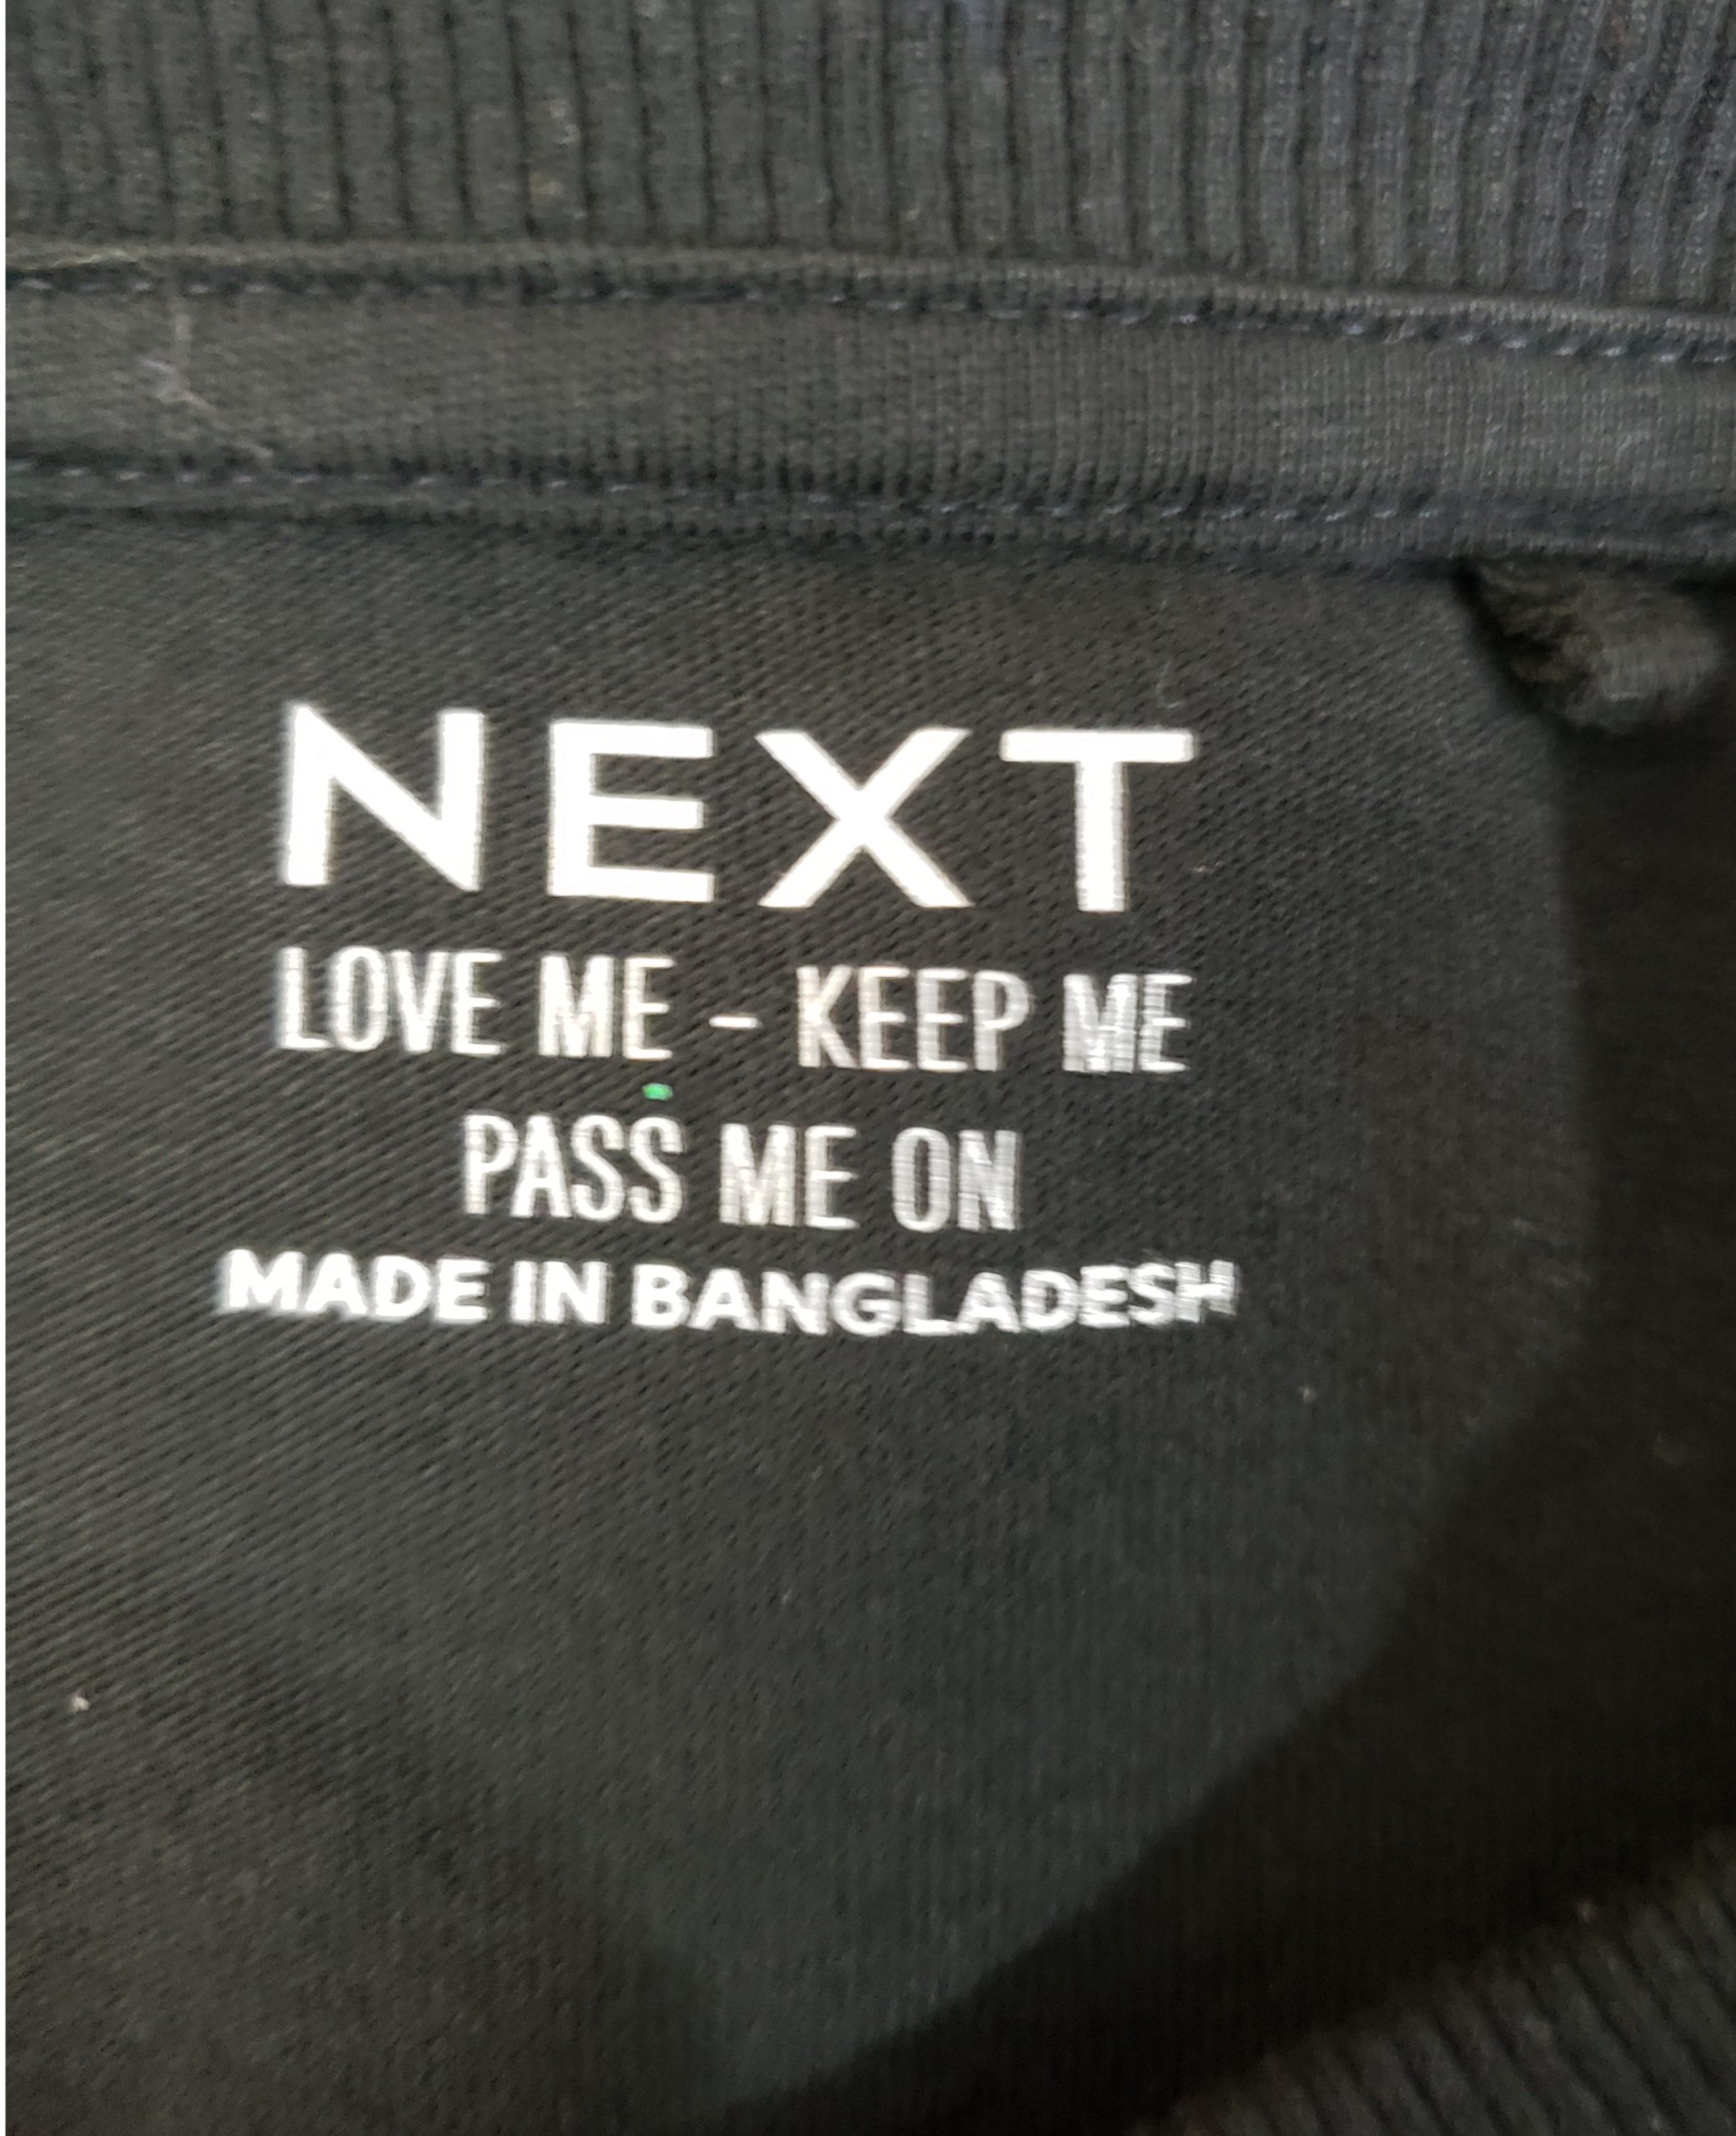 NEXT
LOVE ME - KEEP ME
PASS ME ON
MADE IN BANGLADESH